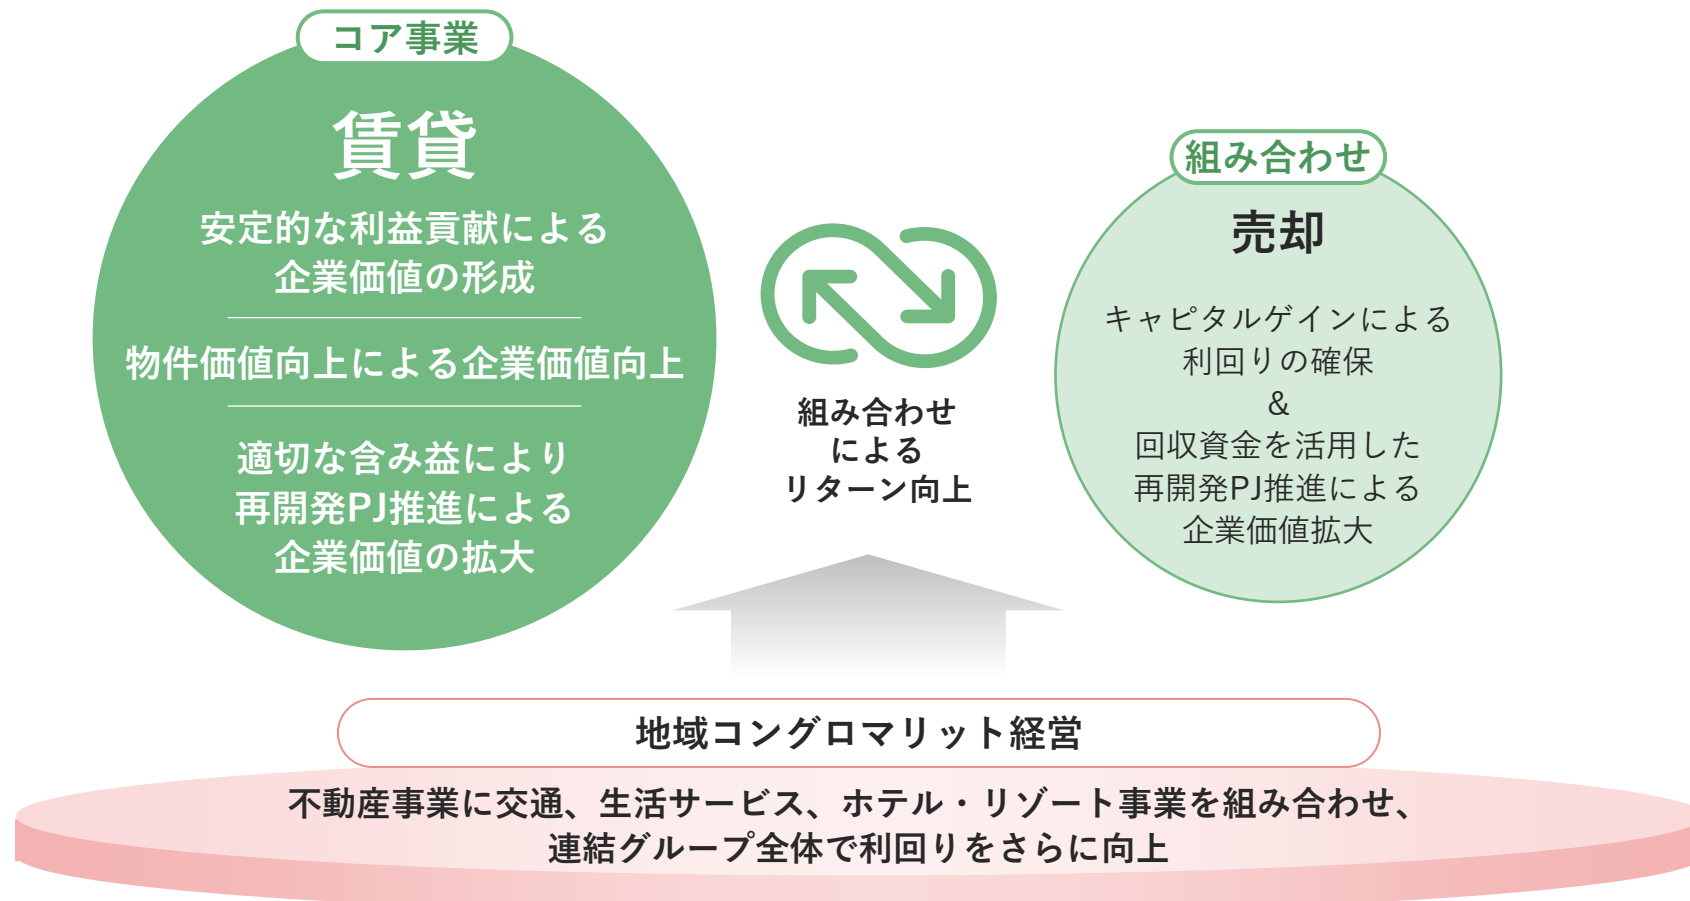 コア事業
賃貸
安定的な利益貢献による
企業価値の形成
物件価値向上による企業価値向上
適切な含み益により
再開発PJ推進による
企業価値の拡大
組み合わせ
による
リターン向上
組み合わせ
売却
キャピタルゲインによる
利回りの確保
&
回収資金を活用した
再開発PJ推進による
企業価値拡大
地域コングロマリット経営
不動産事業に交通、生活サービス、ホテル・リゾート事業を組み合わせ、
連結グループ全体で利回りをさらに向上